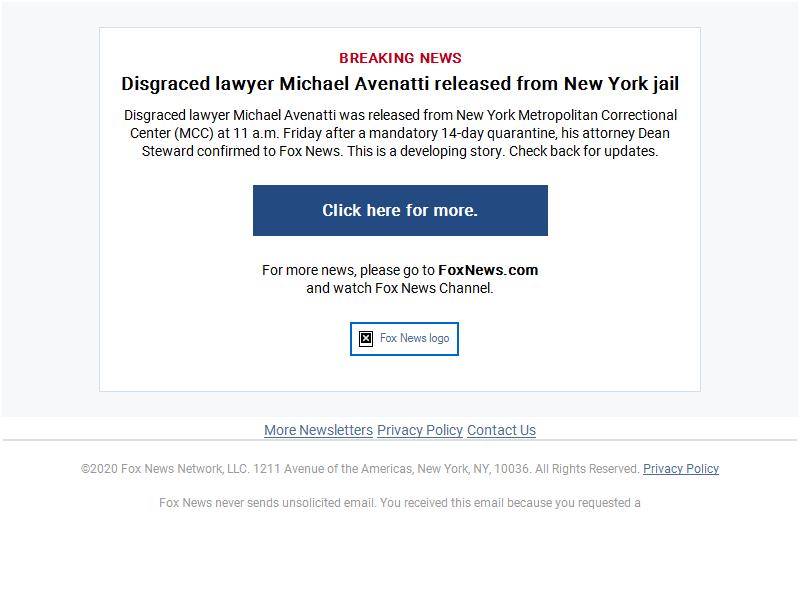 BREAKING NEWS
Disgraced lawyer Michael Avenatti released from New York jail
Disgraced lawyer Michael Avenatti was released from New York Metropolitan Correctional
Center (MCC) at 11 a.m. Friday after a mandatory 14-day quarantine, his attorney Dean
Steward confirmed to Fox News. This is a developing story. Check back for updates.
Click here for more.
For more news, please go to FoxNews.com
and watch Fox News Channel.
Fox News logo
More Newsletters Privacy Policy Contact Us
©2020 Fox News Network, LLC. 1211 Avenue of the Americas, New York, NY, 10036. All Rights Reserved. Privacy Policy
Fox News never sends unsolicited email. You received this email because you requested a